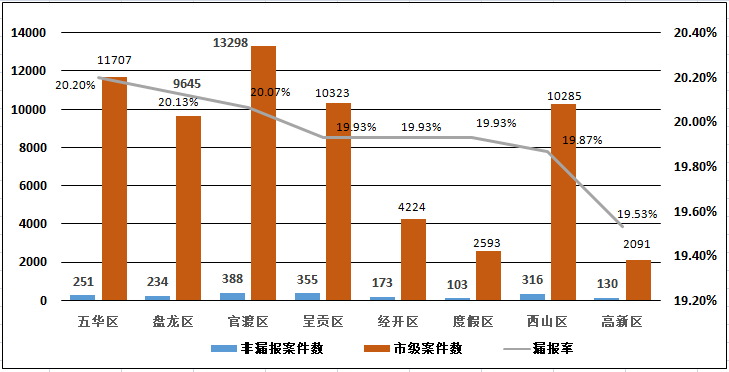 14000 13298 20.40%
12000 11707 20.20%
20.20% 9645 20.07% 10323 10285
10000 20.13% 20.00%
8000 19.93% 19.93% 19.93% 19.87% 19.80%
6000 19.60%
4000 4224 19.53% 19.40%
2000 2593 2091
251 234 388 355 173 103 316 130
0 19.20%
五华区 盘龙区 官渡区 呈贡区 经开区 度假区 西山区 高新区
非漏报案件数 市级案件数 漏报率